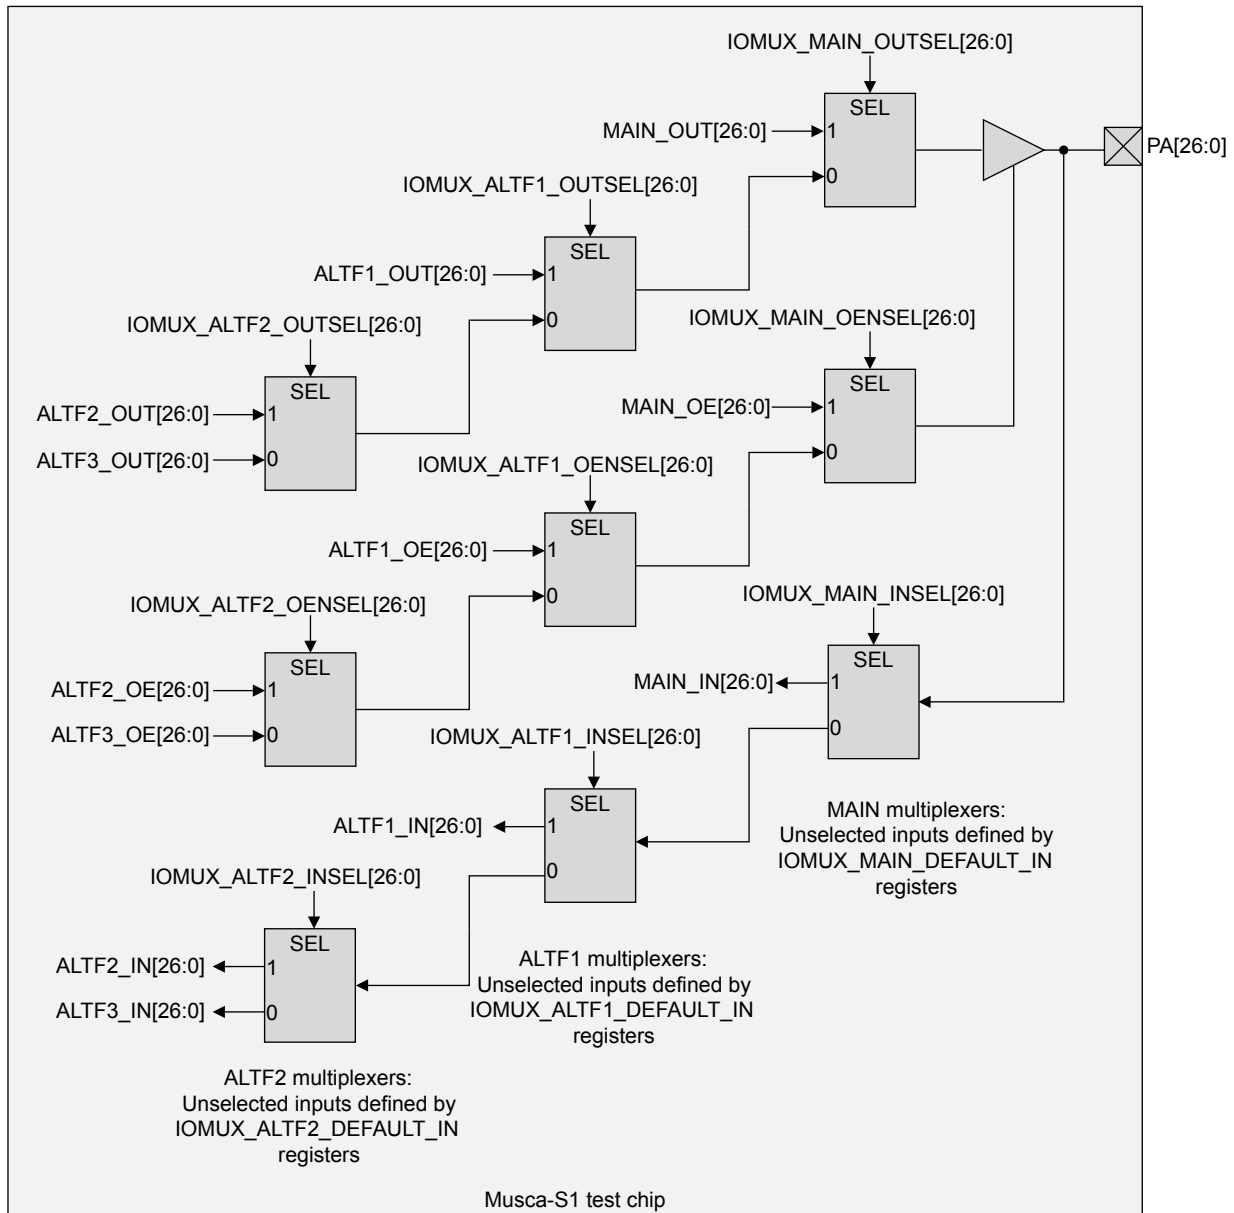 IOMUX_MAIN_OUTSEL[26:0]
SEL
MAIN_OUT[26:0]
1
0
PA[26:0]
IOMUX_ALTF1_OUTSEL[26:0]
SEL
ALTF1_OUT[26:0]
1
0
IOMUX_ALTF2_OUTSEL[26:0]
SEL
ALTF2_OUT[26:0]
1
ALTF3_OUT[26:0]
0
IOMUX_MAIN_OENSEL[26:0]
SEL
MAIN_OE[26:0]
1
0
IOMUX_ALTF1_OENSEL[26:0]
SEL
ALTF1_OE[26:0]
1
0
IOMUX_ALTF2_OENSEL[26:0]
SEL
ALTF2_OE[26:0]
1
ALTF3_OE[26:0]
0
IOMUX_MAIN_INSEL[26:0]
SEL
MAIN_IN[26:0]
1
0
IOMUX_ALTF1_INSEL[26:0]
SEL
ALTF1_IN[26:0]
1
0
MAIN multiplexers:
Unselected inputs defined by
IOMUX_MAIN_DEFAULT_IN
registers
IOMUX_ALTF2_INSEL[26:0]
SEL
ALTF2_IN[26:0]
1
ALTF3_IN[26:0]
0
ALTF1 multiplexers:
Unselected inputs defined by
IOMUX_ALTF1_DEFAULT_IN
registers
ALTF2 multiplexers:
Unselected inputs defined by
IOMUX_ALTF2_DEFAULT_IN
registers
Musca-S1 test chip